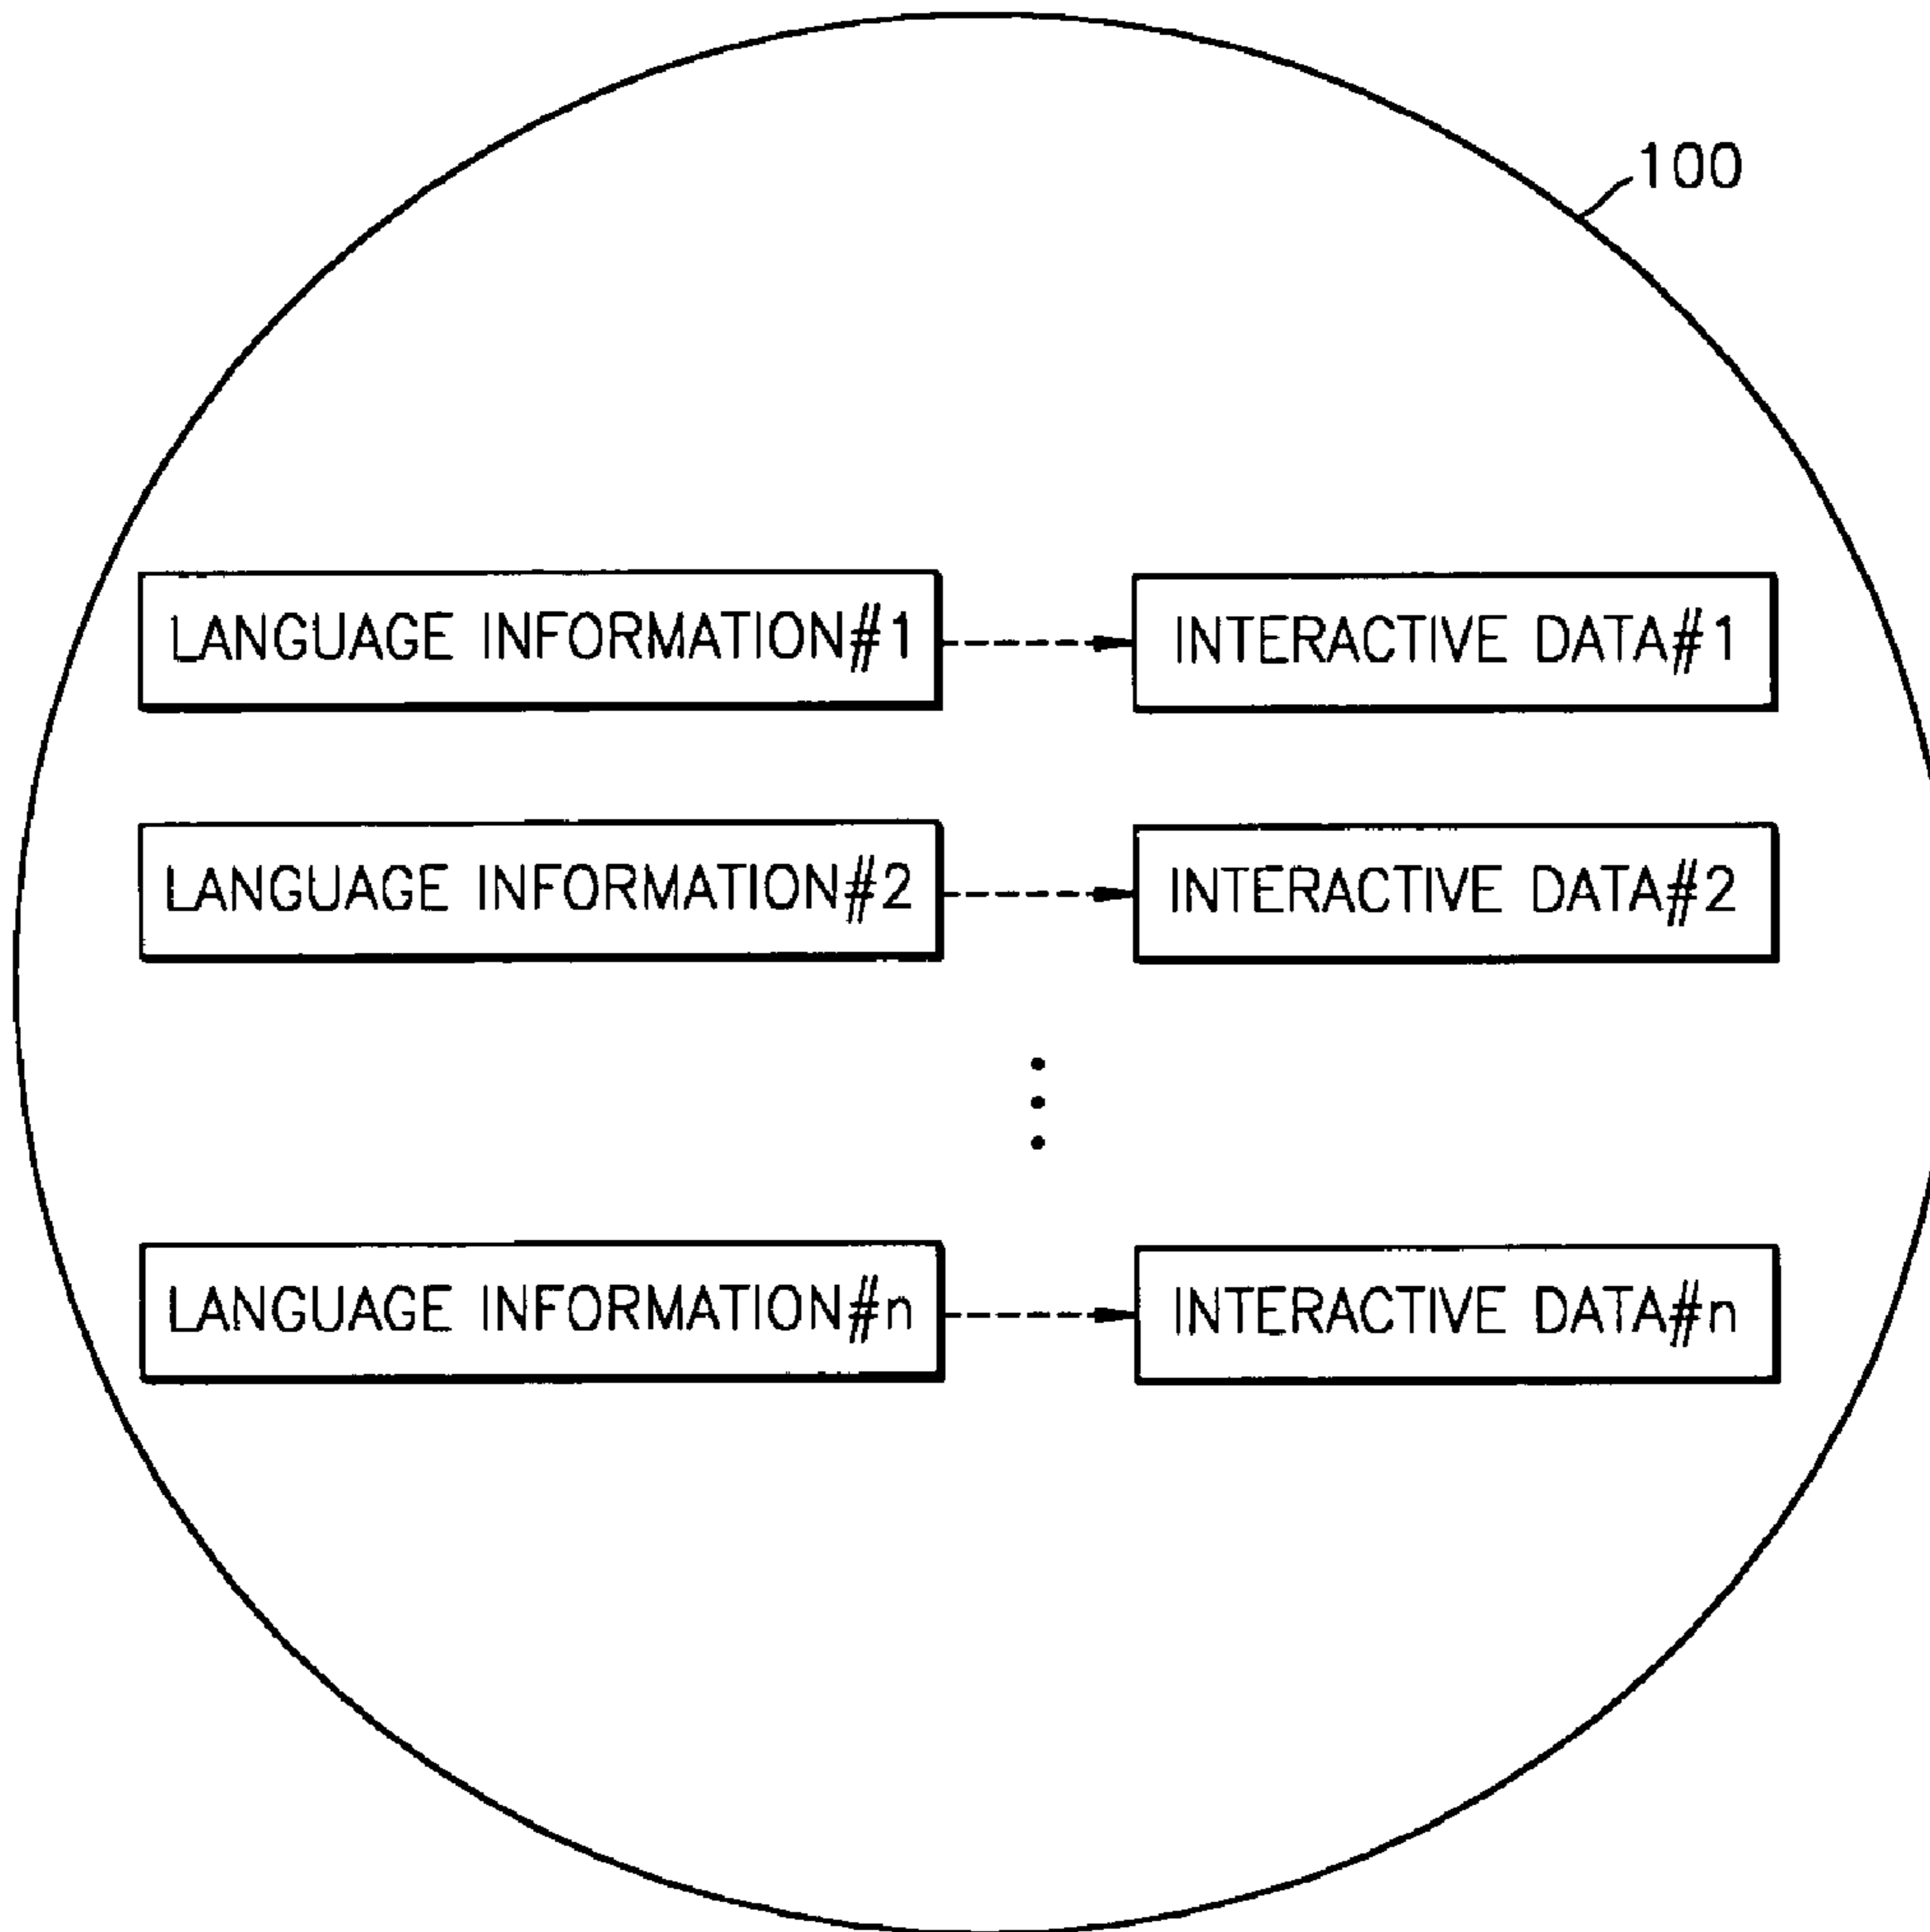 100
LANGUAGE INFORMATION#1
INTERACTIVE DATA#1
LANGUAGE INFORMATION#2
INTERACTIVE DATA#2
LANGUAGE INFORMATION#n
INTERACTIVE DATA#n